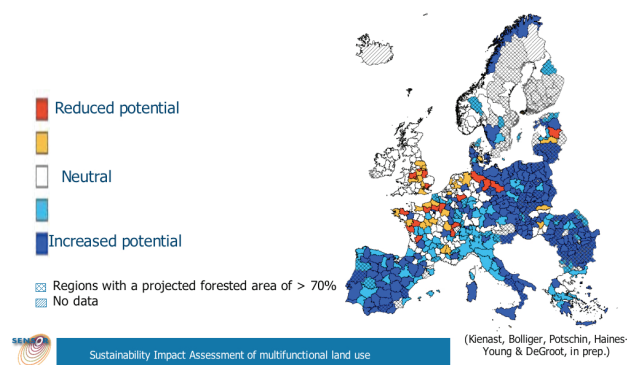 Reduced potential
Neutral
Increased potential
Regions with a projected forested area of > 70%
No data
(Kienast, Bolliger, Potschin, Haines-
Young & DeGroot, in prep.)
Sustainability Impact Assessment of multifunctional land use